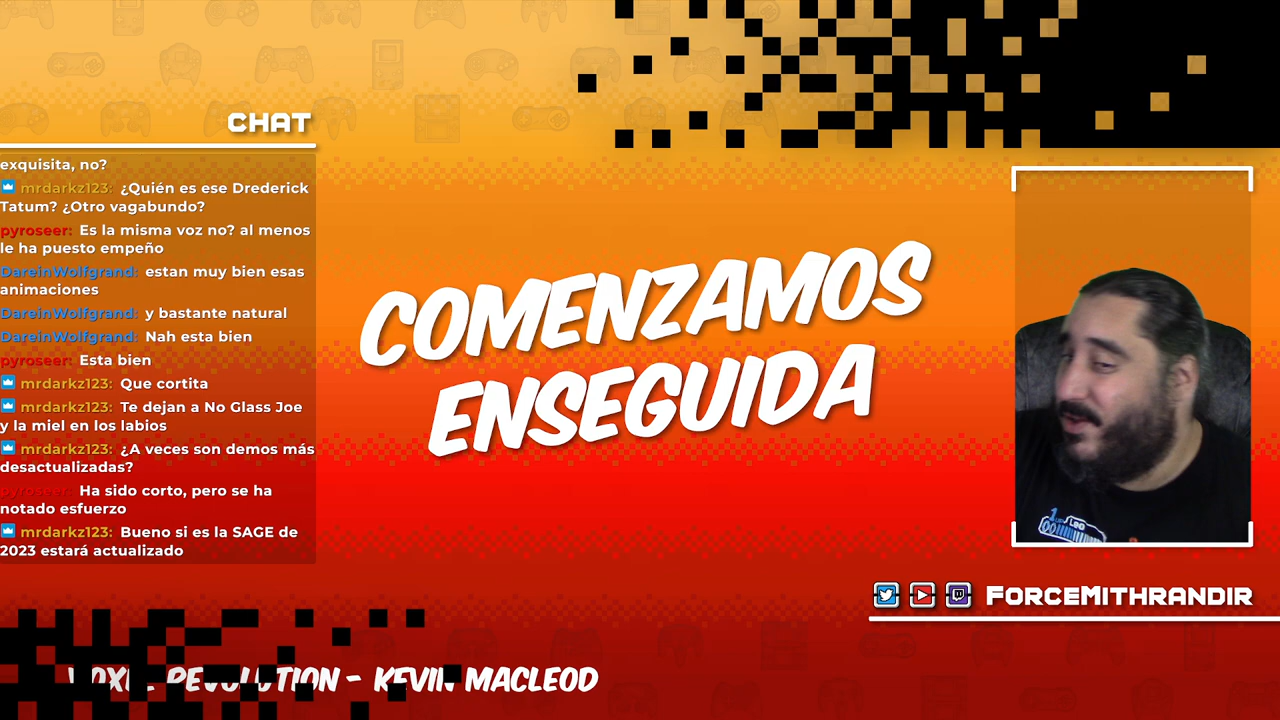 CHAT
exquisita, no?
mrdarkz123: ¿Quién es ese Drederick
Tatum? ¿Otro vagabundo?
pyroseer: Es la misma voz no? al menos
le ha puesto empeño
DareinWolfgrand: estan muy bien esas
animaciones
DareinWolfgrand: y bastante natural
DareinWolfgrand: Nah esta bien
pyroseer: Esta bien
mrdarkz123: Que cortita
mrdarkz123: Te dejan a No Glass Joe
y la miel en los labios
mrdarkz123: ¿A veces son demos más
desactualizadas?
pyroseer: Ha sido corto, pero se ha
notado esfuerzo
mrdarkz123: Bueno si es la SAGE de
2023 estará actualizado
COMENZAMOS
ENSEGUIDA
FORCEMITHRANDIR
REVOLUTION - KEVIN MACLEOD